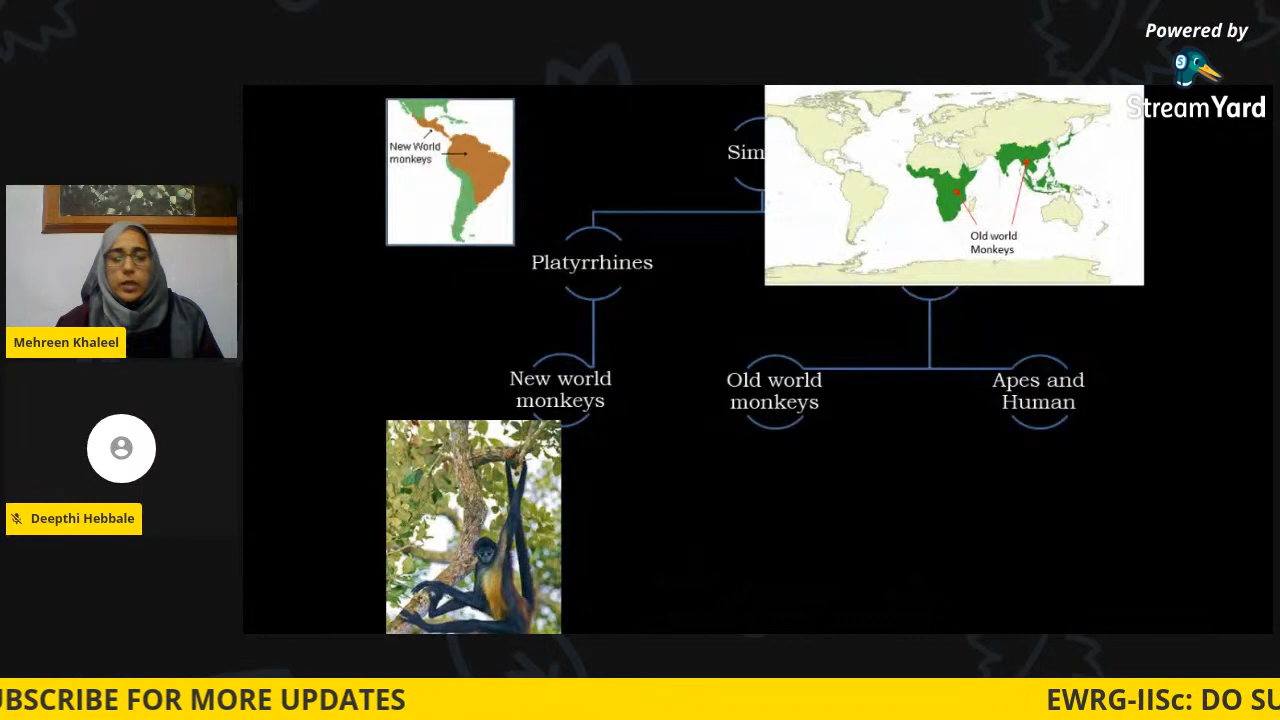 Powered by
StreamYard
New World
monkeys
Sim
Old world
Monkeys
Platyrrhines
New world
monkeys
Old world
monkeys
Apes and
Human
Mehreen Khaleel
Deepthi Hebbale
UBSCRIBE FOR MORE UPDATES
EWRG-IISc: DO SU